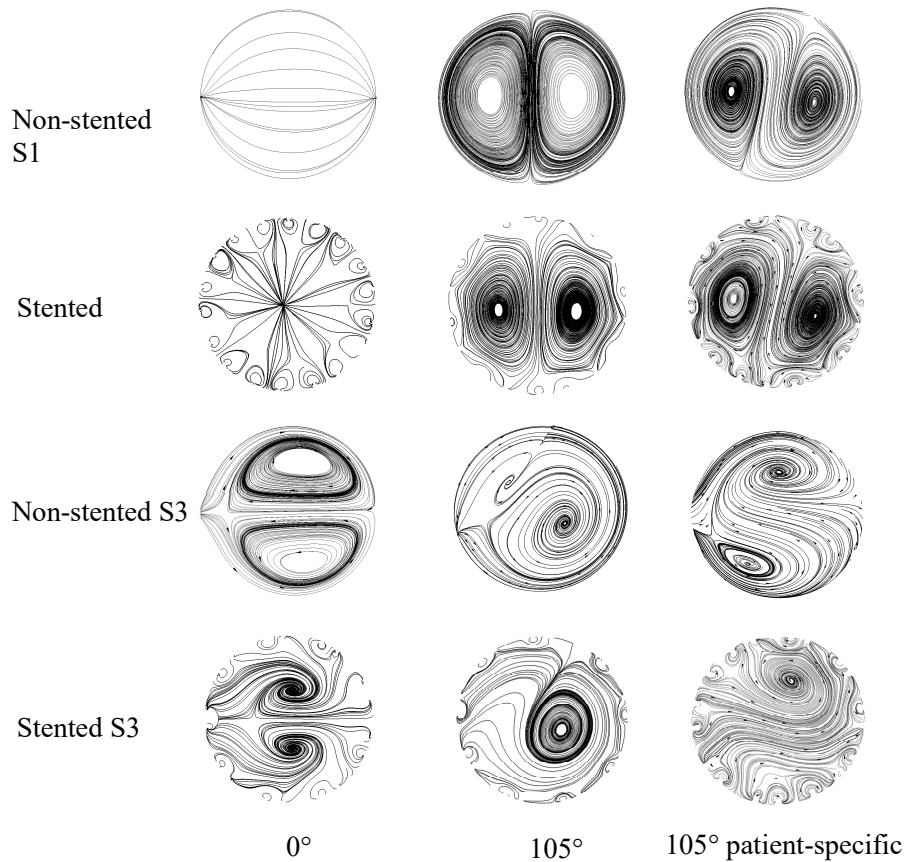 Non-stented
S1
Stented
Non-stented S3
Stented S3
0°
105°
105° patient-specific